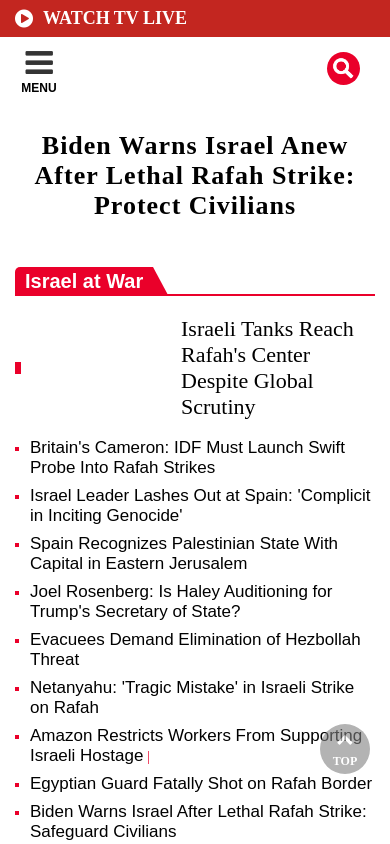 WATCH TV LIVE
MENU
Biden Warns Israel Anew
After Lethal Rafah Strike:
Protect Civilians
Israel at War
Israeli Tanks Reach
Rafah's Center
Despite Global
Scrutiny
Britain's Cameron: IDF Must Launch Swift
Probe Into Rafah Strikes
Israel Leader Lashes Out at Spain: 'Complicit
in Inciting Genocide'
Spain Recognizes Palestinian State With
Capital in Eastern Jerusalem
Joel Rosenberg: Is Haley Auditioning for
Trump's Secretary of State?
Evacuees Demand Elimination of Hezbollah
Threat
Netanyahu: 'Tragic Mistake' in Israeli Strike
on Rafah
Amazon Restricts Workers From Supporting
Israeli Hostage |
TOP
Egyptian Guard Fatally Shot on Rafah Border
Biden Warns Israel After Lethal Rafah Strike:
Safeguard Civilians